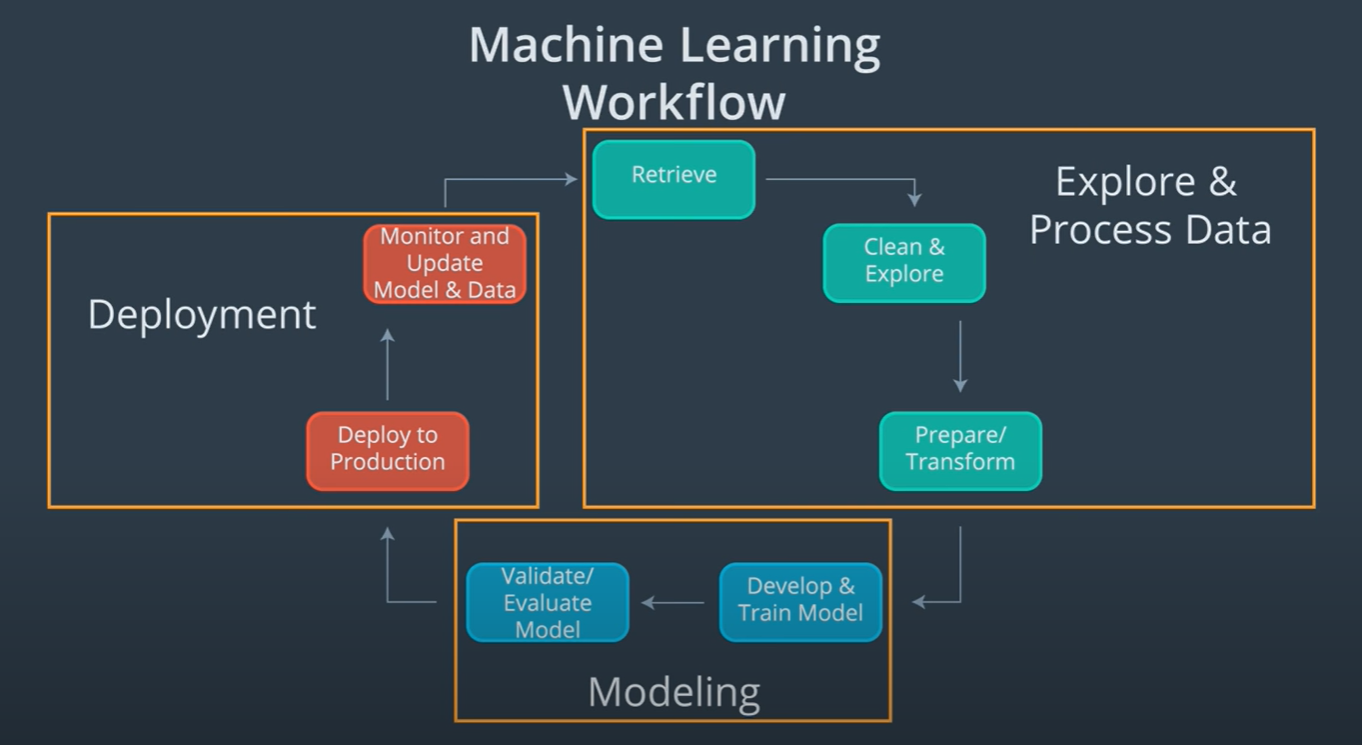 Machine Learning
Workflow
Retrieve
Explore &
Process Data
Clean &
Explore
Prepare/
Transform
Develop &
Train Model
Validate/
Evaluate
Model
Modeling
Deploy to
Production
Monitor and
Update
Model & Data
Deployment